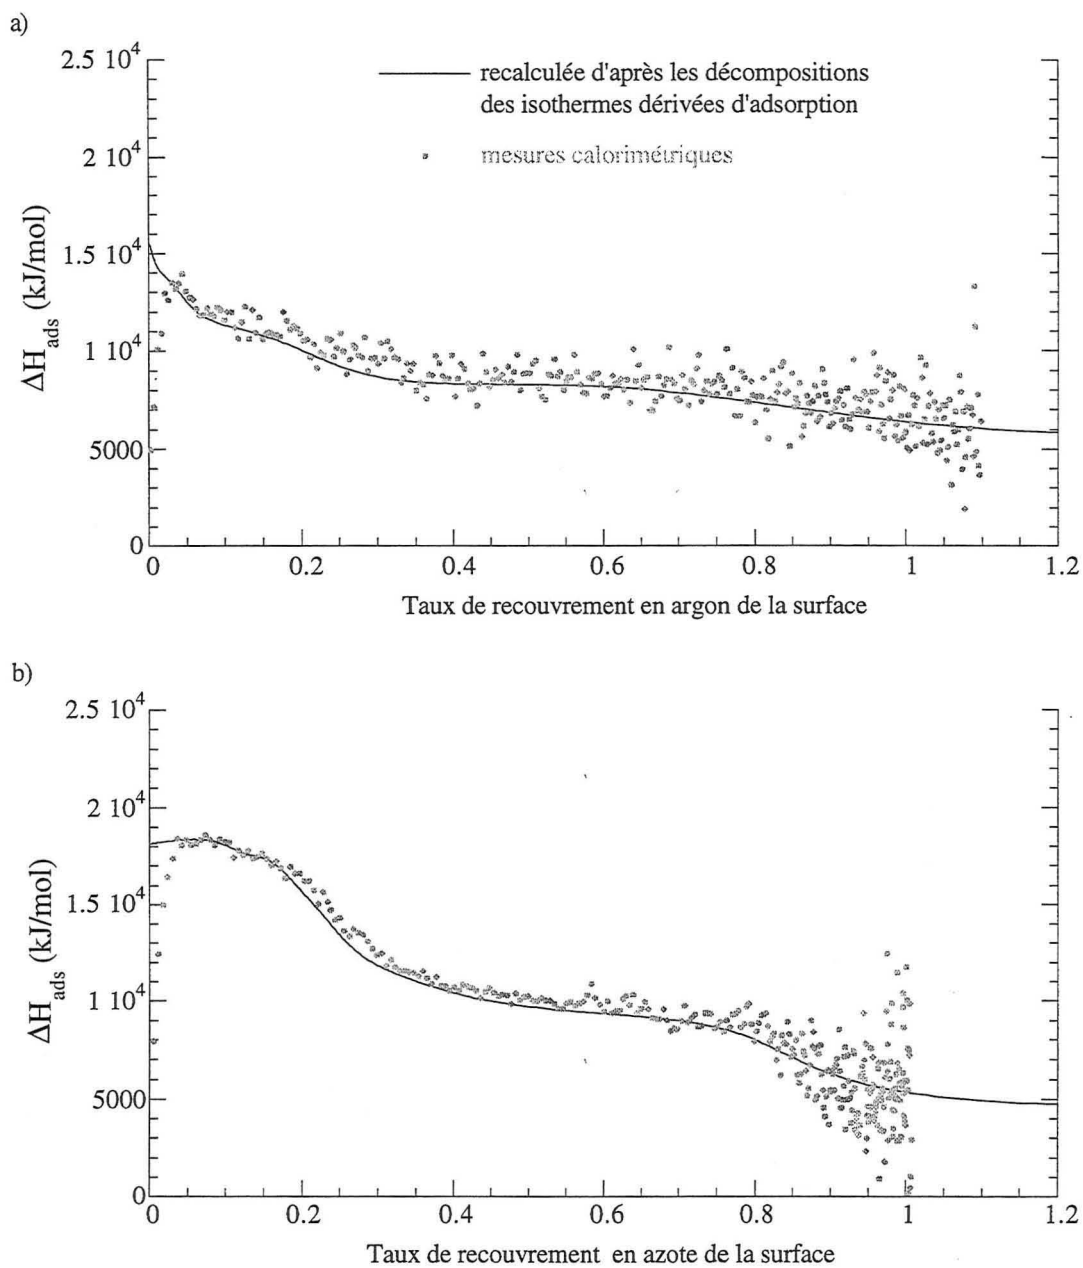 a)
2.5 10^4
recalculée d'après les décompositions
des isothermes dérivées d'adsorption
2 10^4
mesures calorimétriques
1.5 10^4
1 10^4
5000
0
ΔH_ads (kJ/mol)
0 0.2 0.4 0.6 0.8 1 1.2
Taux de recouvrement en argon de la surface
b)
2.5 10^4
2 10^4
1.5 10^4
1 10^4
5000
0
ΔH_ads (kJ/mol)
0 0.2 0.4 0.6 0.8 1 1.2
Taux de recouvrement en azote de la surface